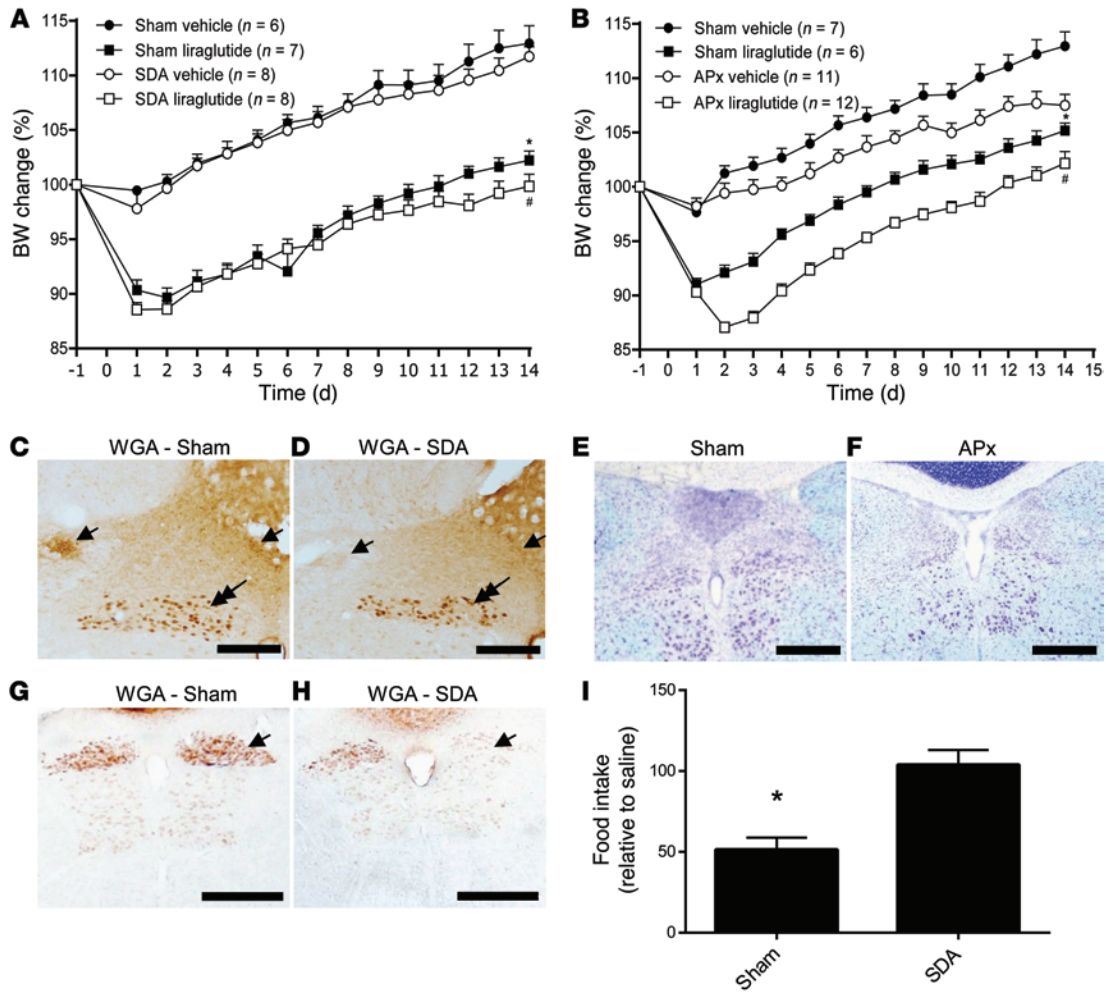 A
BW change (%)
115
110
105
100
95
90
85
Sham vehicle (n = 6)
Sham liraglutide (n = 7)
SDA vehicle (n = 8)
SDA liraglutide (n = 8)
*
#
-1 0 1 2 3 4 5 6 7 8 9 10 11 12 13 14
Time (d)
B
BW change (%)
115
110
105
100
95
90
85
Sham vehicle (n = 7)
Sham liraglutide (n = 6)
APx vehicle (n = 11)
APx liraglutide (n = 12)
*
#
-1 0 1 2 3 4 5 6 7 8 9 10 11 12 13 14 15
Time (d)
C WGA - Sham
D WGA - SDA
E Sham
F APx
G WGA - Sham
H WGA - SDA
I
Food intake
(relative to saline)
150
100
50
0
*
Sham
SDA